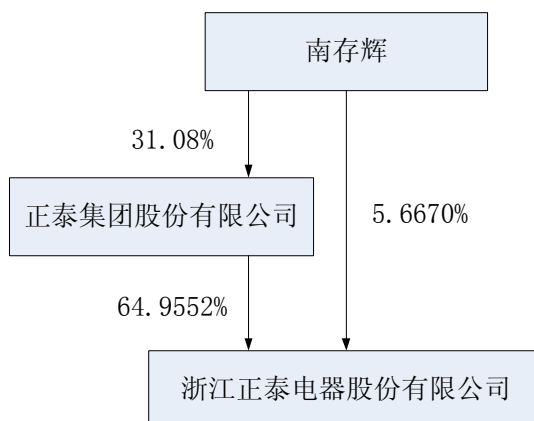 南存辉
31.08%
正泰集团股份有限公司
5.6670%
64.9552%
浙江正泰电器股份有限公司